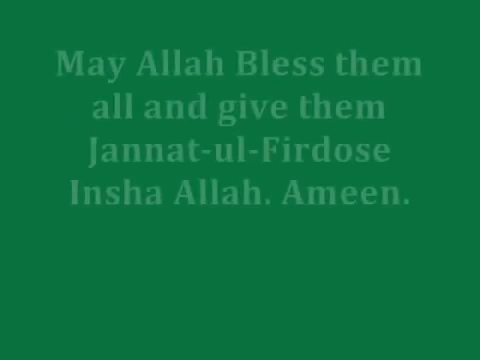 May Allah Bless them
all and give them
Jannat-ul-Firdose
Insha Allah. Ameen.